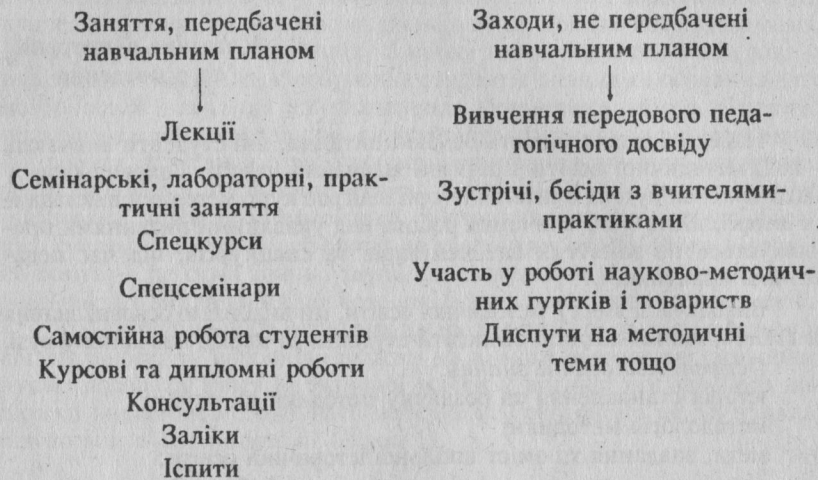 Заняття, передбачені
навчальним планом
Лекції
Семінарські, лабораторні, прак-
тичні заняття
Спецкурси
Спецсемінари
Самостійна робота студентів
Курсові та дипломні роботи
Консультації
Заліки
Іспити
Заходи, не передбачені
навчальним планом
Вивчення передового педа-
гогічного досвіду
Зустрічі, бесіди з вчителями-
практиками
Участь у роботі науково-методич-
них гуртків і товариств
Диспути на методичні
теми тощо